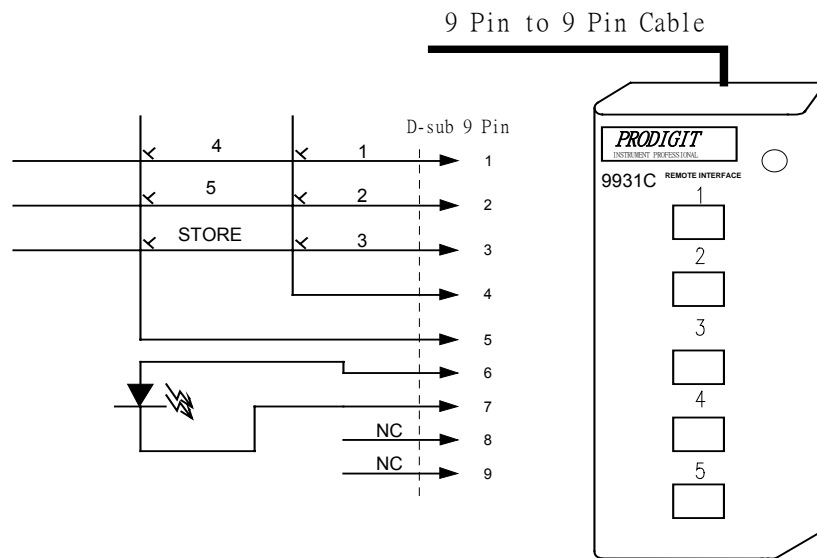 9 Pin to 9 Pin Cable
D-sub 9 Pin
4 1 1
5 2 2
STORE 3 3
4
5
6
7
NC 8
NC 9
PRODIGIT
INSTRUMENT PROFESSIONAL
9931C REMOTE INTERFACE
1
2
3
4
5